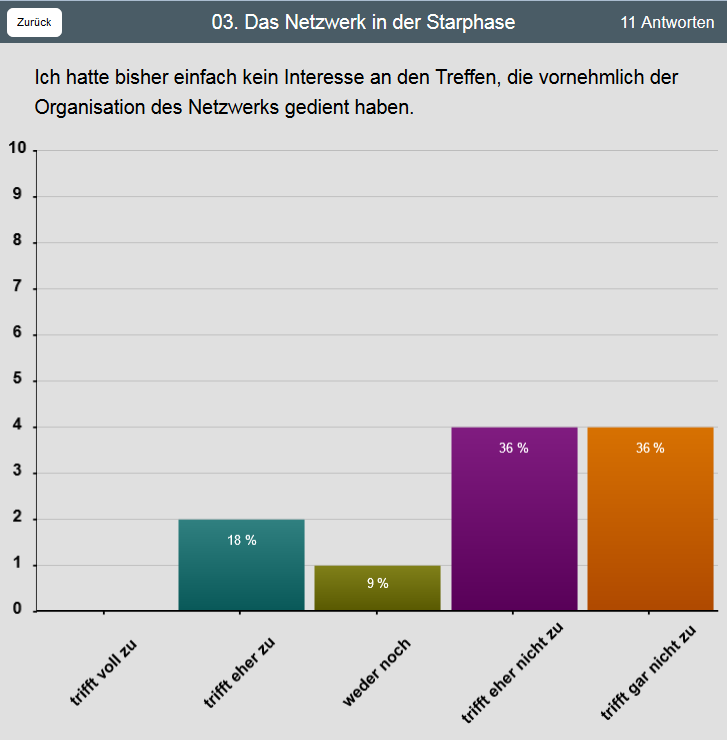 Zurück
03. Das Netzwerk in der Starphase
11 Antworten
Ich hatte bisher einfach kein Interesse an den Treffen, die vornehmlich der
Organisation des Netzwerks gedient haben.
10
9
8
7
6
5
4
3
2
1
0
18 %
9 %
36 %
36 %
trifft voll zu
trifft eher zu
weder noch
trifft eher nicht zu
trifft gar nicht zu